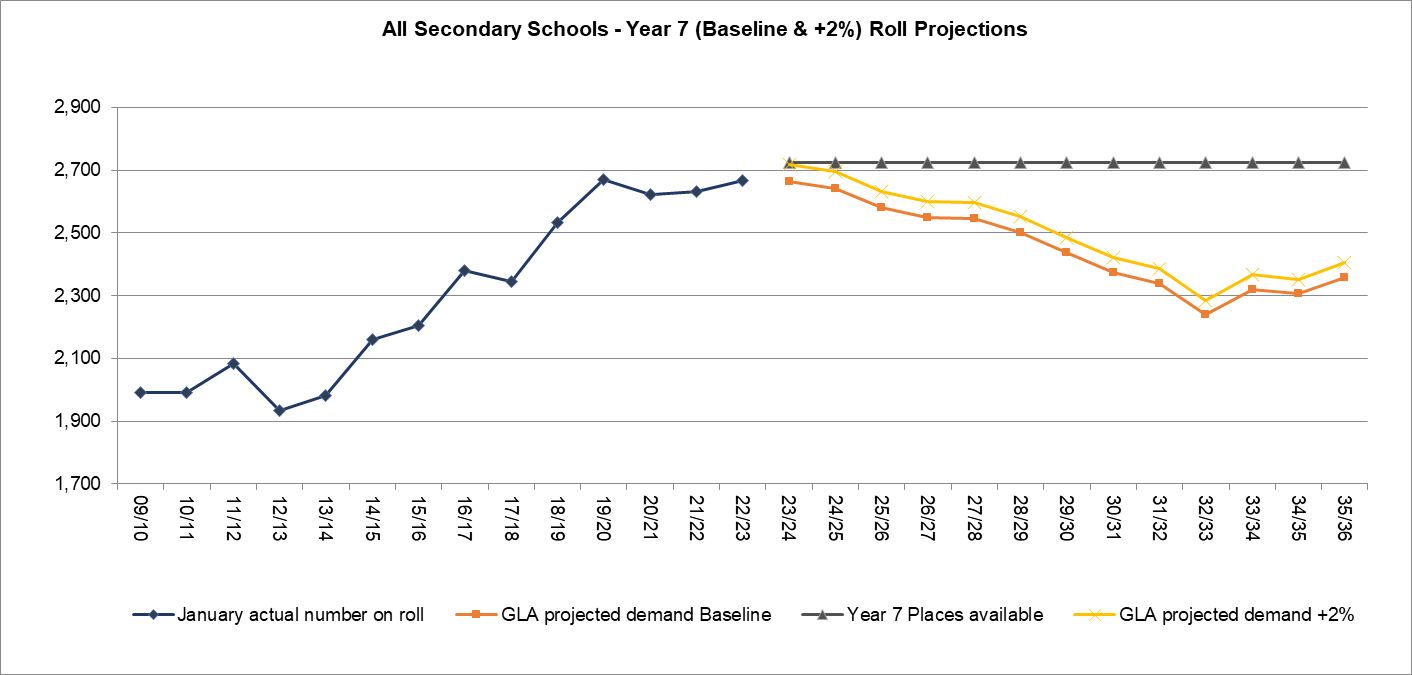 All Secondary Schools - Year 7 (Baseline & +2%) Roll Projections
2,900
2,700
2,500
2,300
2,100
1,900
1,700
09/10 10/11 11/12 12/13 13/14 14/15 15/16 16/17 17/18 18/19 19/20 20/21 21/22 22/23 23/24 24/25 25/26 26/27 27/28 28/29 29/30 30/31 31/32 32/33 33/34 34/35 35/36
January actual number on roll GLA projected demand Baseline Year 7 Places available GLA projected demand +2%